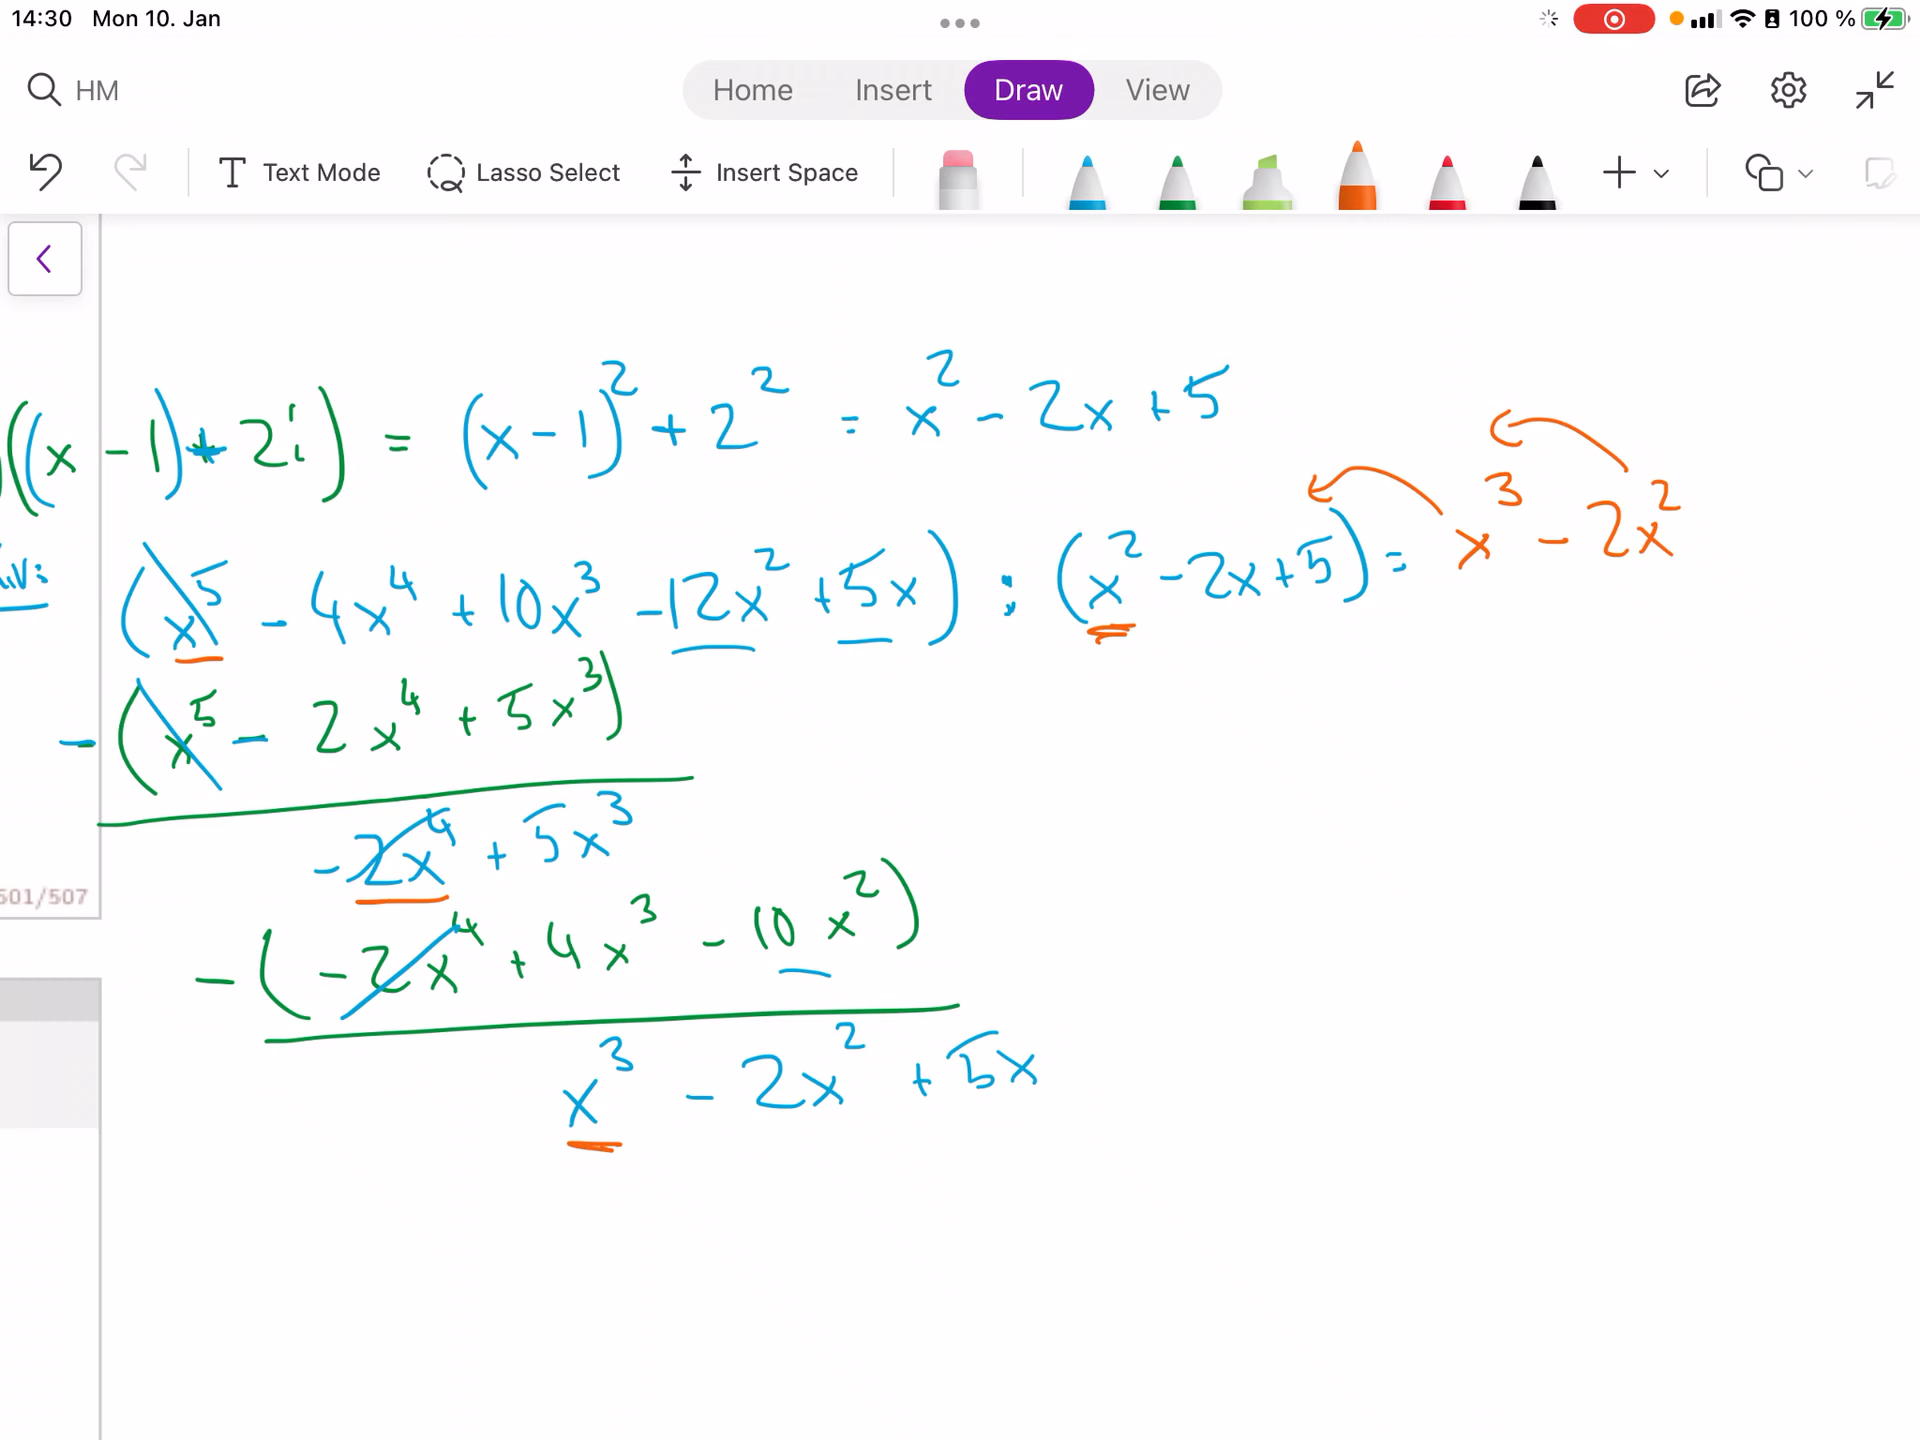 14:30 Mon 10. Jan 100 %
HM Home Insert Draw View
Text Mode Lasso Select Insert Space
((x - 1) + 2i) = (x - 1)² + 2² = x² - 2x + 5
(x⁵ - 4x⁴ + 10x³ - 12x² + 5x) : (x² - 2x + 5) = x³ - 2x²
- (x⁵ - 2x⁴ + 5x³)
- 2x⁴ + 5x³
501/507
- (- 2x⁴ + 4x³ - 10x²)
x³ - 2x² + 5x